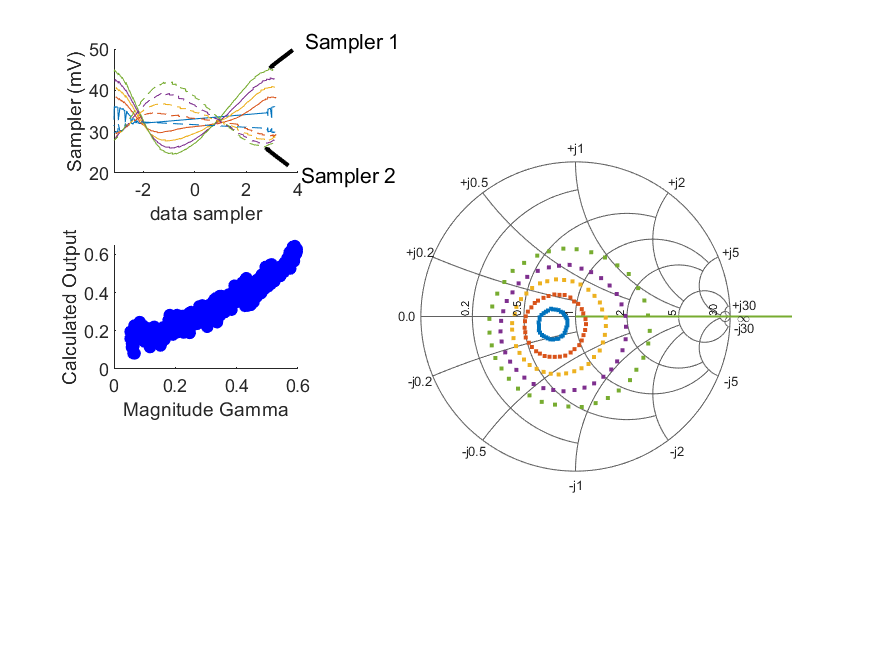 Sampler 1
50
40
30
20
Sampler (mV)
-2
0
2
4
data sampler
Sampler 2
0.6
0.4
0.2
0
Calculated Output
0
0.2
0.4
0.6
Magnitude Gamma
+j1
+j0.5
+j2
+j0.2
+j5
0.0
0.2
0.5
1
2
5
30
+j30
-j30
-j0.2
-j5
-j0.5
-j2
-j1